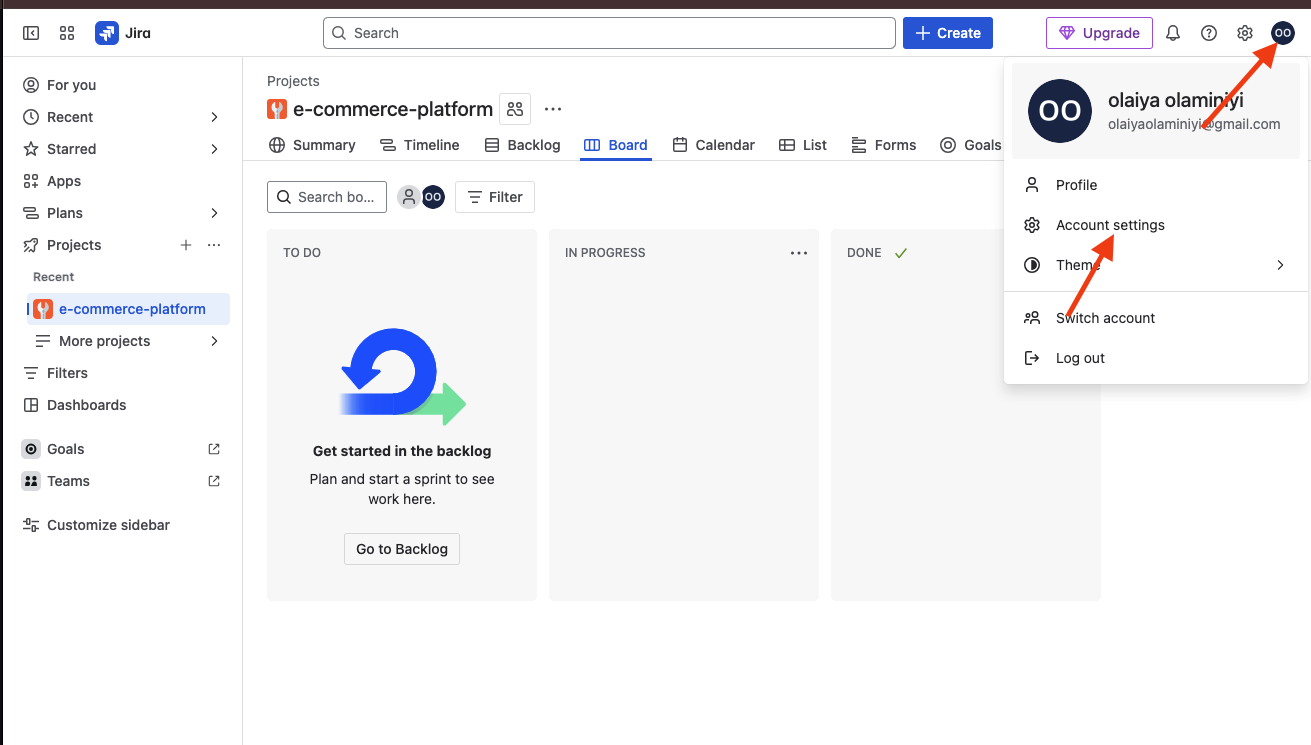 Jira
Search
Create
Upgrade
OO
For you
Recent
Starred
Apps
Plans
Projects
Recent
e-commerce-platform
More projects
Filters
Dashboards
Goals
Teams
Customize sidebar
Projects
e-commerce-platform
Summary
Timeline
Backlog
Board
Calendar
List
Forms
Goals
Search bo...
OO
Filter
TO DO
Get started in the backlog
Plan and start a sprint to see
work here.
Go to Backlog
IN PROGRESS
DONE
OO
olaiya olaminiyi
olaiyaolaminiyi@gmail.com
Profile
Account settings
Theme
Switch account
Log out